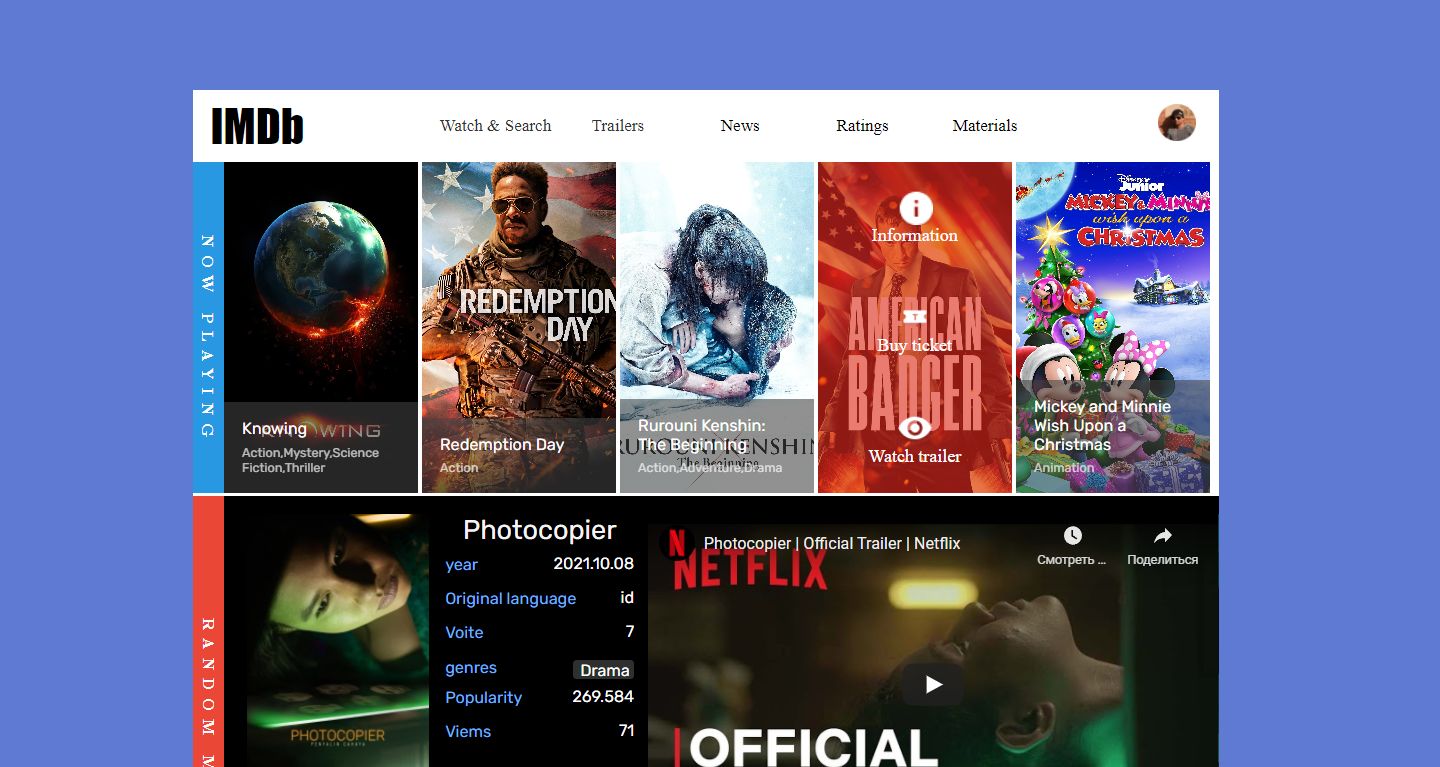 IMDb
Watch & Search
Trailers
News
Ratings
Materials
NOW PLAYING
KNOWING
Knowing
Action,Mystery,Science
Fiction,Thriller
REDEMPTION
DAY
Redemption Day
Action
Rurouni Kenshin:
The Beginning
RUROUNI KENSHIN
The Beginning
Action,Adventure,Drama
Information
AMERICAN
Buy ticket
BADGER
Watch trailer
Disney
Junior
MICKEY & MINNIE
wish upon a
CHRISTMAS
Mickey and Minnie
Wish Upon a
Christmas
Animation
RANDOM M
PHOTOCOPIER
PENYALIN CAHAYA
Photocopier
year 2021.10.08
Original language id
Voite 7
genres Drama
Popularity 269.584
Viems 71
N
Photocopier | Official Trailer | Netflix
Смотреть ...
Поделиться
NETFLIX
OFFICIAL